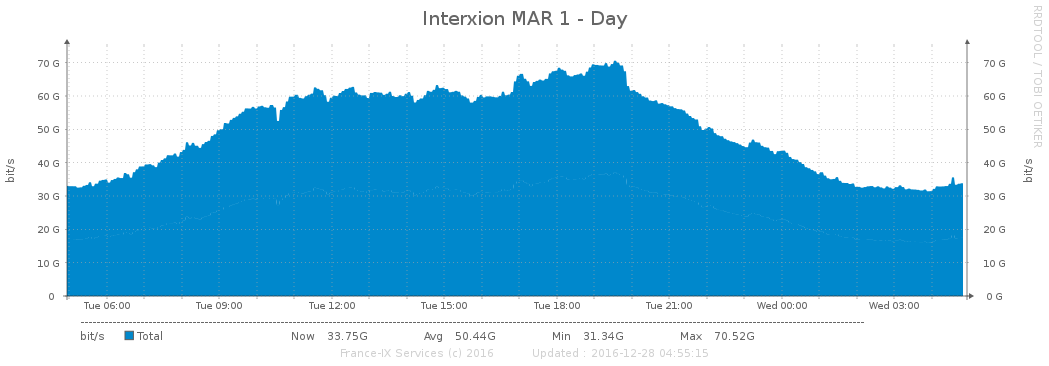 Interxion MAR 1 - Day
RRDTOOL / TOBI OETIKER
bit/s
bit/s
70 G 70 G
60 G 60 G
50 G 50 G
40 G 40 G
30 G 30 G
20 G 20 G
10 G 10 G
0 0 G
Tue 06:00 Tue 09:00 Tue 12:00 Tue 15:00 Tue 18:00 Tue 21:00 Wed 00:00 Wed 03:00
bit/s Total Now 33.75G Avg 50.44G Min 31.34G Max 70.52G
France-IX Services (c) 2016 Updated : 2016-12-28 04:55:15